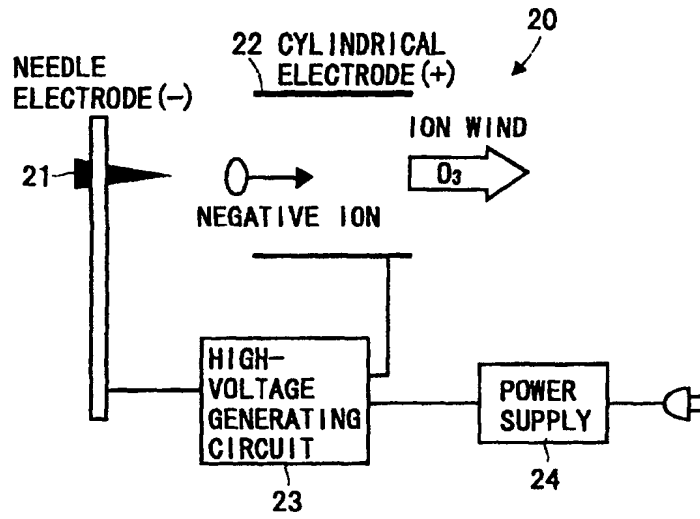 20
22 CYLINDRICAL
ELECTRODE(+)
NEEDLE
ELECTRODE(-)
ION WIND
O3
21
NEGATIVE ION
HIGH-
VOLTAGE
GENERATING
CIRCUIT
POWER
SUPPLY
23
24